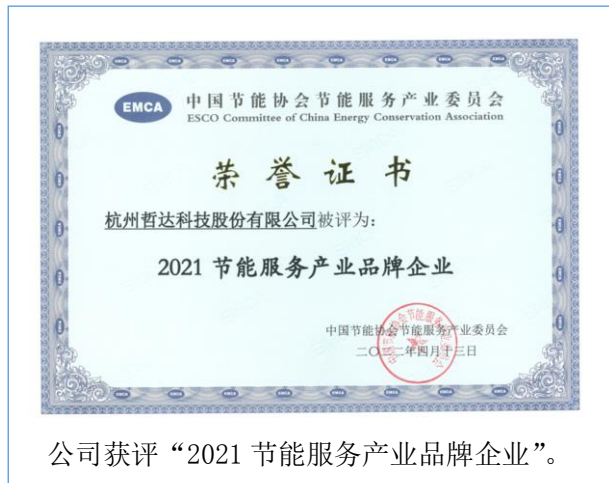 EMCA
中国节能协会节能服务产业委员会
ESCO Committee of China Energy Conservation Association
荣誉证书
杭州哲达科技股份有限公司被评为:
2021 节能服务产业品牌企业
中国节能协会节能服务产业委员会
二〇二二年四月十三日
公司获评“2021 节能服务产业品牌企业”。